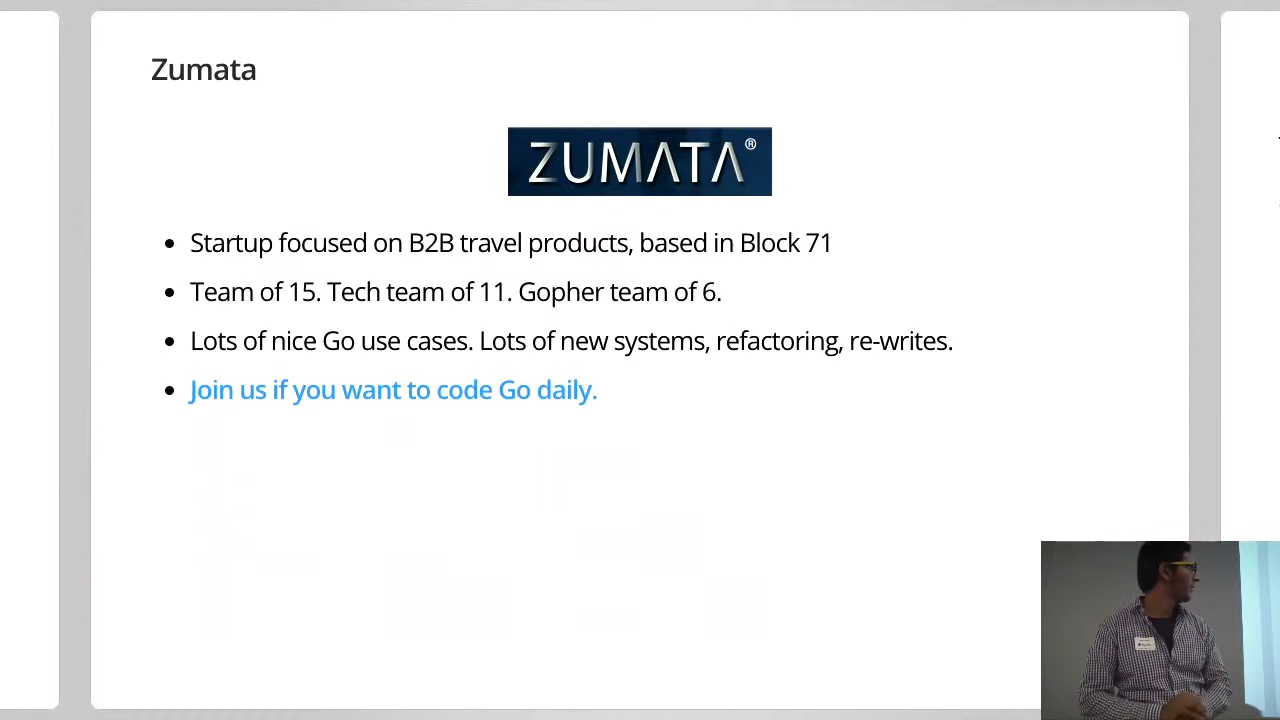 Zumata
ZUMATA®
Startup focused on B2B travel products, based in Block 71
Team of 15. Tech team of 11. Gopher team of 6.
Lots of nice Go use cases. Lots of new systems, refactoring, re-writes.
Join us if you want to code Go daily.